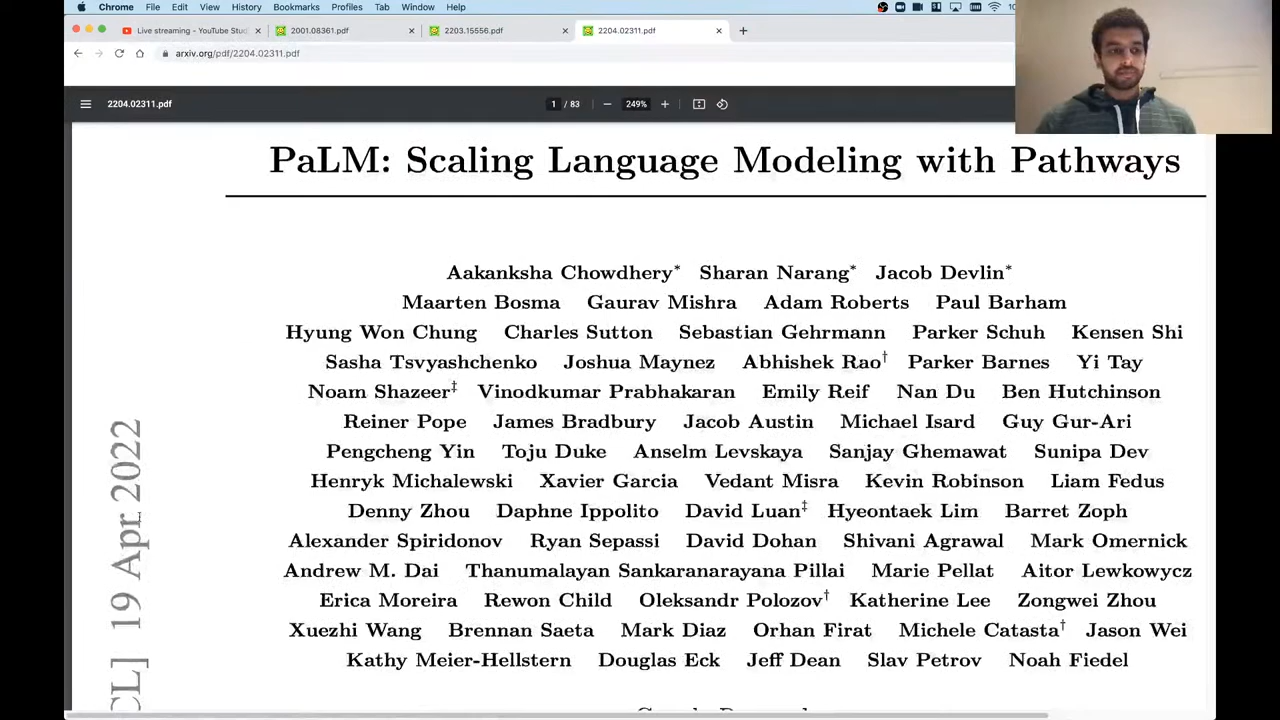 Chrome File Edit View History Bookmarks Profiles Tab Window Help
Live streaming - YouTube Stud 2001.08361.pdf 2203.15556.pdf 2204.02311.pdf
arxiv.org/pdf/2204.02311.pdf
2204.02311.pdf 1 / 83 249%
PaLM: Scaling Language Modeling with Pathways
Aakanksha Chowdhery* Sharan Narang* Jacob Devlin*
Maarten Bosma Gaurav Mishra Adam Roberts Paul Barham
Hyung Won Chung Charles Sutton Sebastian Gehrmann Parker Schuh Kensen Shi
Sasha Tsvyashchenko Joshua Maynez Abhishek Rao† Parker Barnes Yi Tay
Noam Shazeer‡ Vinodkumar Prabhakaran Emily Reif Nan Du Ben Hutchinson
Reiner Pope James Bradbury Jacob Austin Michael Isard Guy Gur-Ari
Pengcheng Yin Toju Duke Anselm Levskaya Sanjay Ghemawat Sunipa Dev
Henryk Michalewski Xavier Garcia Vedant Misra Kevin Robinson Liam Fedus
Denny Zhou Daphne Ippolito David Luan‡ Hyeontaek Lim Barret Zoph
Alexander Spiridonov Ryan Sepassi David Dohan Shivani Agrawal Mark Omernick
Andrew M. Dai Thanumalayan Sankaranarayana Pillai Marie Pellat Aitor Lewkowycz
Erica Moreira Rewon Child Oleksandr Polozov† Katherine Lee Zongwei Zhou
Xuezhi Wang Brennan Saeta Mark Diaz Orhan Firat Michele Catasta† Jason Wei
Kathy Meier-Hellstern Douglas Eck Jeff Dean Slav Petrov Noah Fiedel
CL] 19 Apr 2022